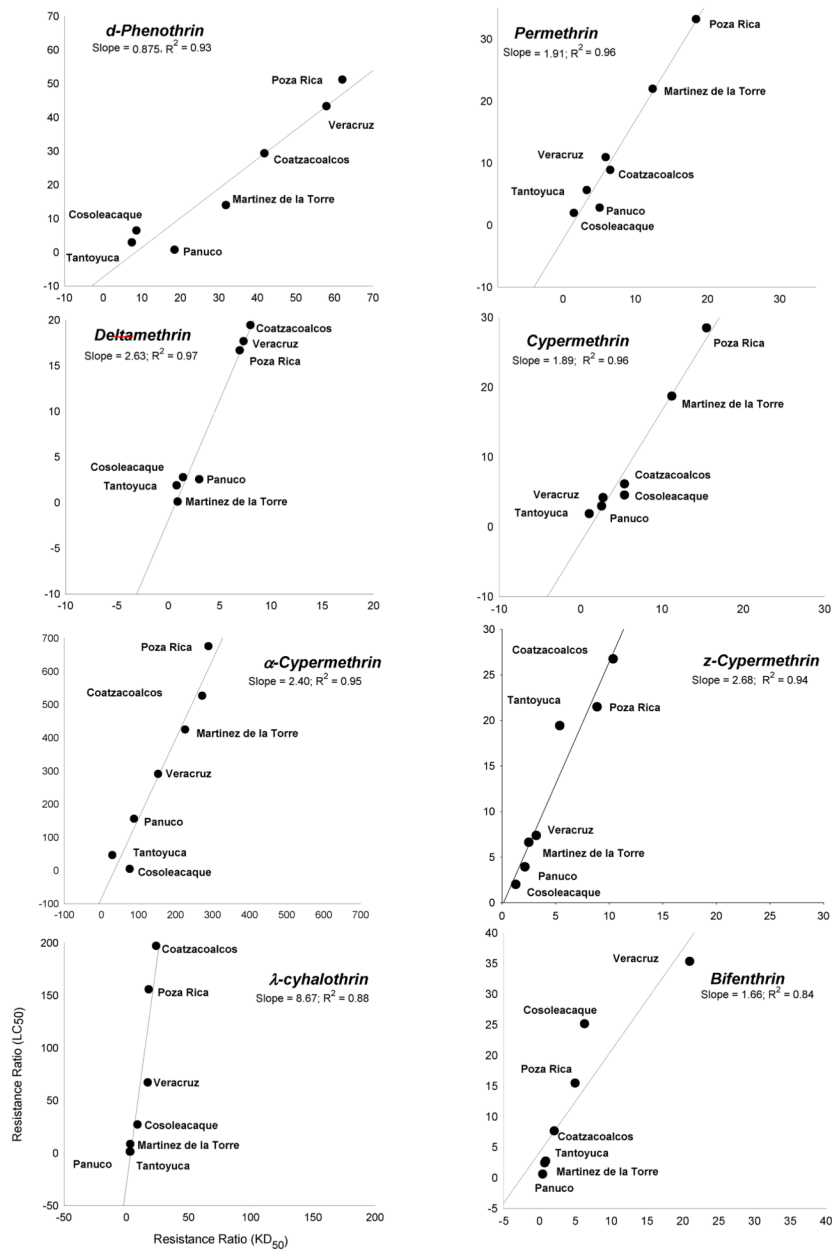 d-Phenothrin
Slope = 0.875, R² = 0.93
70
60
50
40
30
20
10
0
-10
Poza Rica
Veracruz
Coatzacoalcos
Martinez de la Torre
Cosoleacaque
Tantoyuca
Panuco
-10 0 10 20 30 40 50 60 70
Permethrin
Slope = 1.91; R² = 0.96
30
20
10
0
-10
Poza Rica
Martinez de la Torre
Veracruz
Coatzacoalcos
Tantoyuca
Panuco
Cosoleacaque
0 10 20 30
Deltamethrin
Slope = 2.63; R² = 0.97
20
15
10
5
0
-5
-10
Coatzacoalcos
Veracruz
Poza Rica
Cosoleacaque
Panuco
Tantoyuca
Martinez de la Torre
-10 -5 0 5 10 15 20
Cypermethrin
Slope = 1.89; R² = 0.96
30
20
10
0
-10
Poza Rica
Martinez de la Torre
Coatzacoalcos
Veracruz
Cosoleacaque
Tantoyuca
Panuco
-10 0 10 20 30
α-Cypermethrin
Slope = 2.40; R² = 0.95
700
600
500
400
300
200
100
0
-100
Poza Rica
Coatzacoalcos
Martinez de la Torre
Veracruz
Panuco
Tantoyuca
Cosoleacaque
-100 0 100 200 300 400 500 600 700
z-Cypermethrin
Slope = 2.68; R² = 0.94
30
25
20
15
10
5
0
Coatzacoalcos
Tantoyuca
Poza Rica
Veracruz
Martinez de la Torre
Panuco
Cosoleacaque
0 5 10 15 20 25 30
λ-cyhalothrin
Slope = 8.67; R² = 0.88
Resistance Ratio (LC50)
200
150
100
50
0
-50
Coatzacoalcos
Poza Rica
Veracruz
Cosoleacaque
Martinez de la Torre
Panuco
Tantoyuca
-50 0 50 100 150 200
Resistance Ratio (KD50)
Bifenthrin
Slope = 1.66; R² = 0.84
40
35
30
25
20
15
10
5
0
-5
Veracruz
Cosoleacaque
Poza Rica
Coatzacoalcos
Tantoyuca
Martinez de la Torre
Panuco
-5 0 5 10 15 20 25 30 35 40